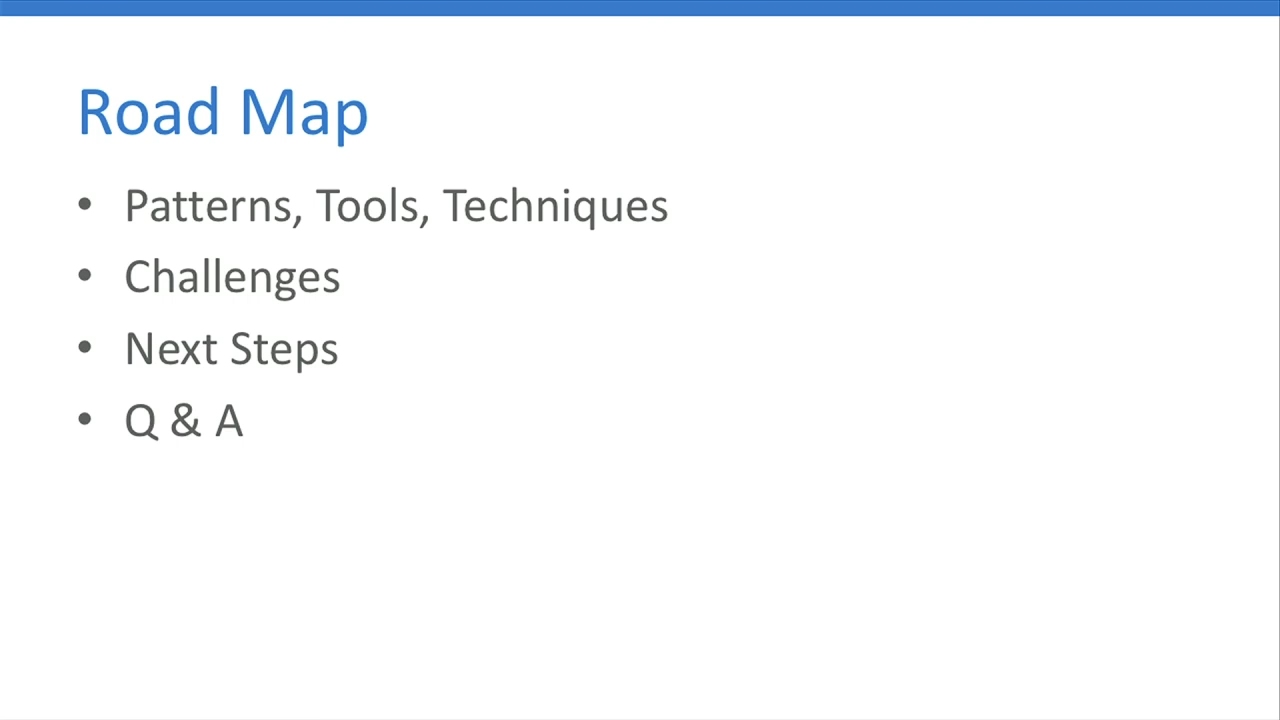 Road Map
• Patterns, Tools, Techniques
• Challenges
• Next Steps
• Q & A